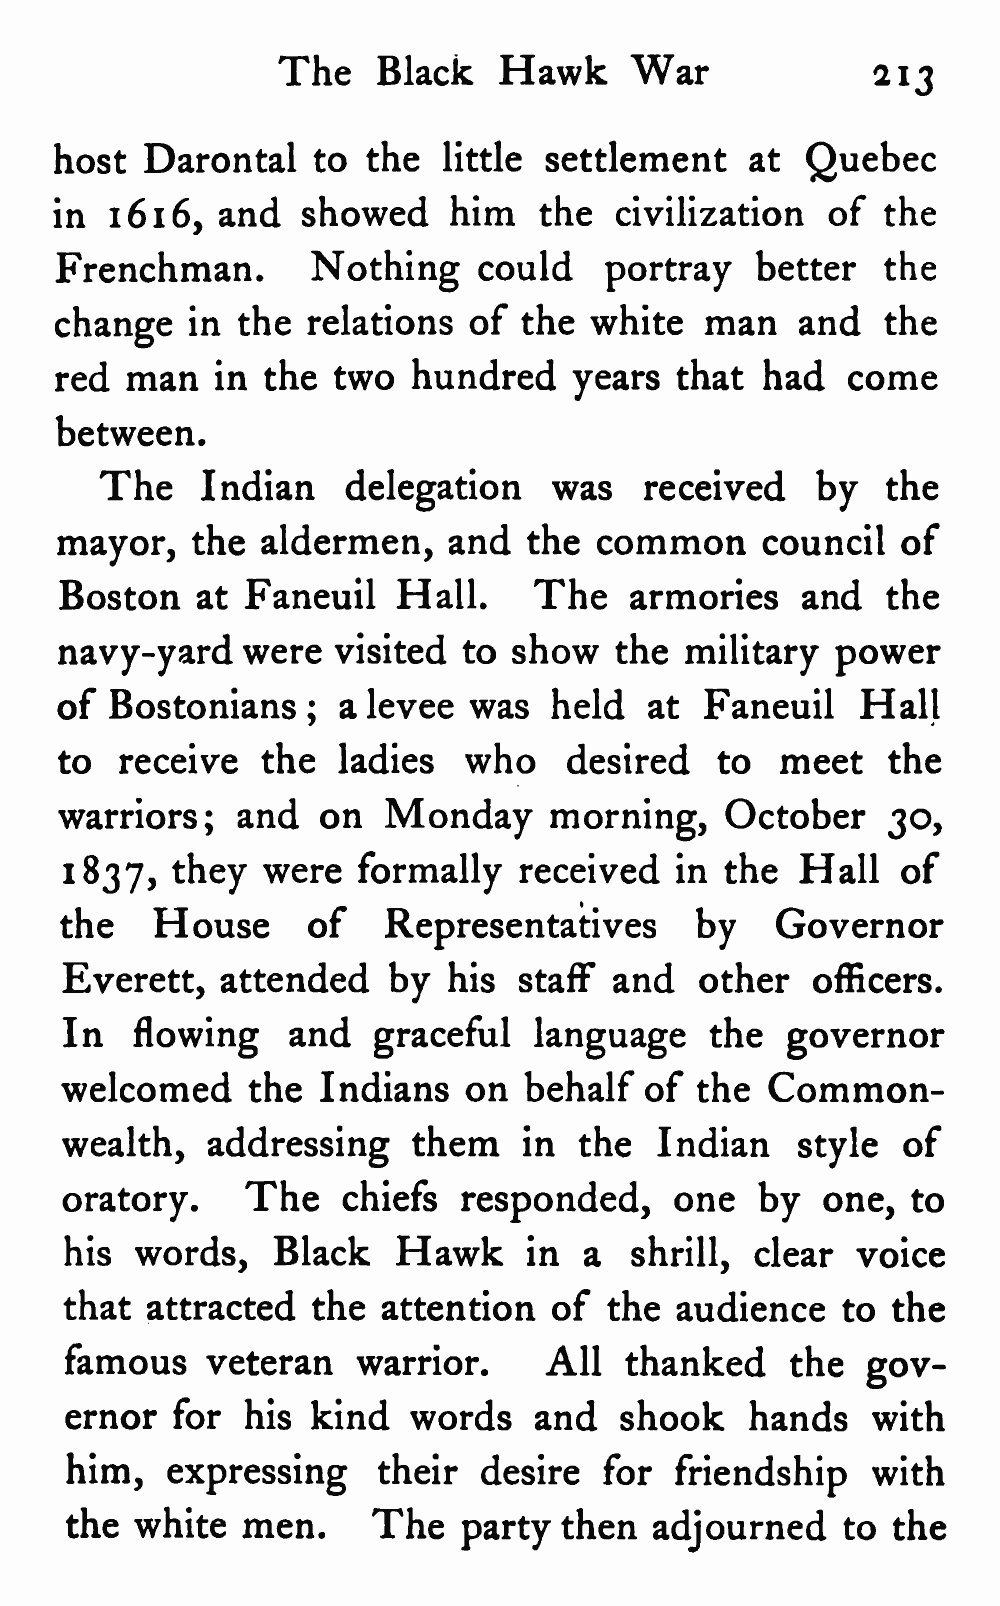 The Black Hawk War 213
host Darontal to the little settlement at Quebec
in 1616, and showed him the civilization of the
Frenchman. Nothing could portray better the
change in the relations of the white man and the
red man in the two hundred years that had come
between.
The Indian delegation was received by the
mayor, the aldermen, and the common council of
Boston at Faneuil Hall. The armories and the
navy-yard were visited to show the military power
of Bostonians; a levee was held at Faneuil Hall
to receive the ladies who desired to meet the
warriors; and on Monday morning, October 30,
1837, they were formally received in the Hall of
the House of Representatives by Governor
Everett, attended by his staff and other officers.
In flowing and graceful language the governor
welcomed the Indians on behalf of the Common-
wealth, addressing them in the Indian style of
oratory. The chiefs responded, one by one, to
his words, Black Hawk in a shrill, clear voice
that attracted the attention of the audience to the
famous veteran warrior. All thanked the gov-
ernor for his kind words and shook hands with
him, expressing their desire for friendship with
the white men. The party then adjourned to the